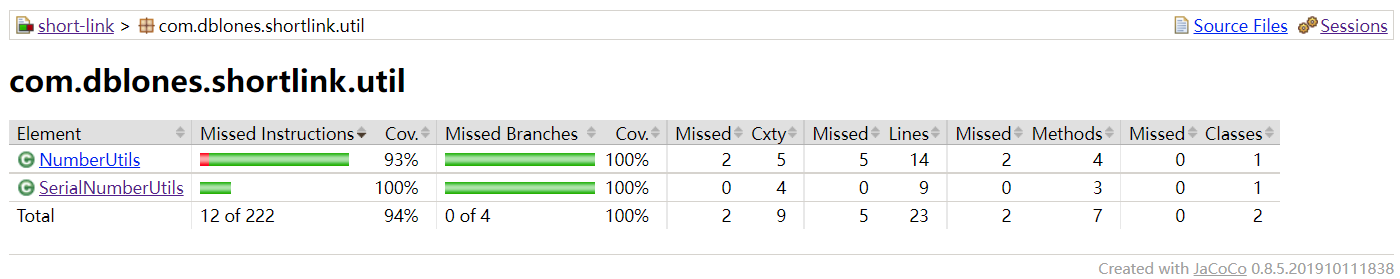 short-link > com.dblones.shortlink.util Source Files Sessions
com.dblones.shortlink.util
Element Missed Instructions Cov. Missed Branches Cov. Missed Cxty Missed Lines Missed Methods Missed Classes
NumberUtils 93% 100% 2 5 5 14 2 4 0 1
SerialNumberUtils 100% 100% 0 4 0 9 0 3 0 1
Total 12 of 222 94% 0 of 4 100% 2 9 5 23 2 7 0 2
Created with JaCoCo 0.8.5.201910111838